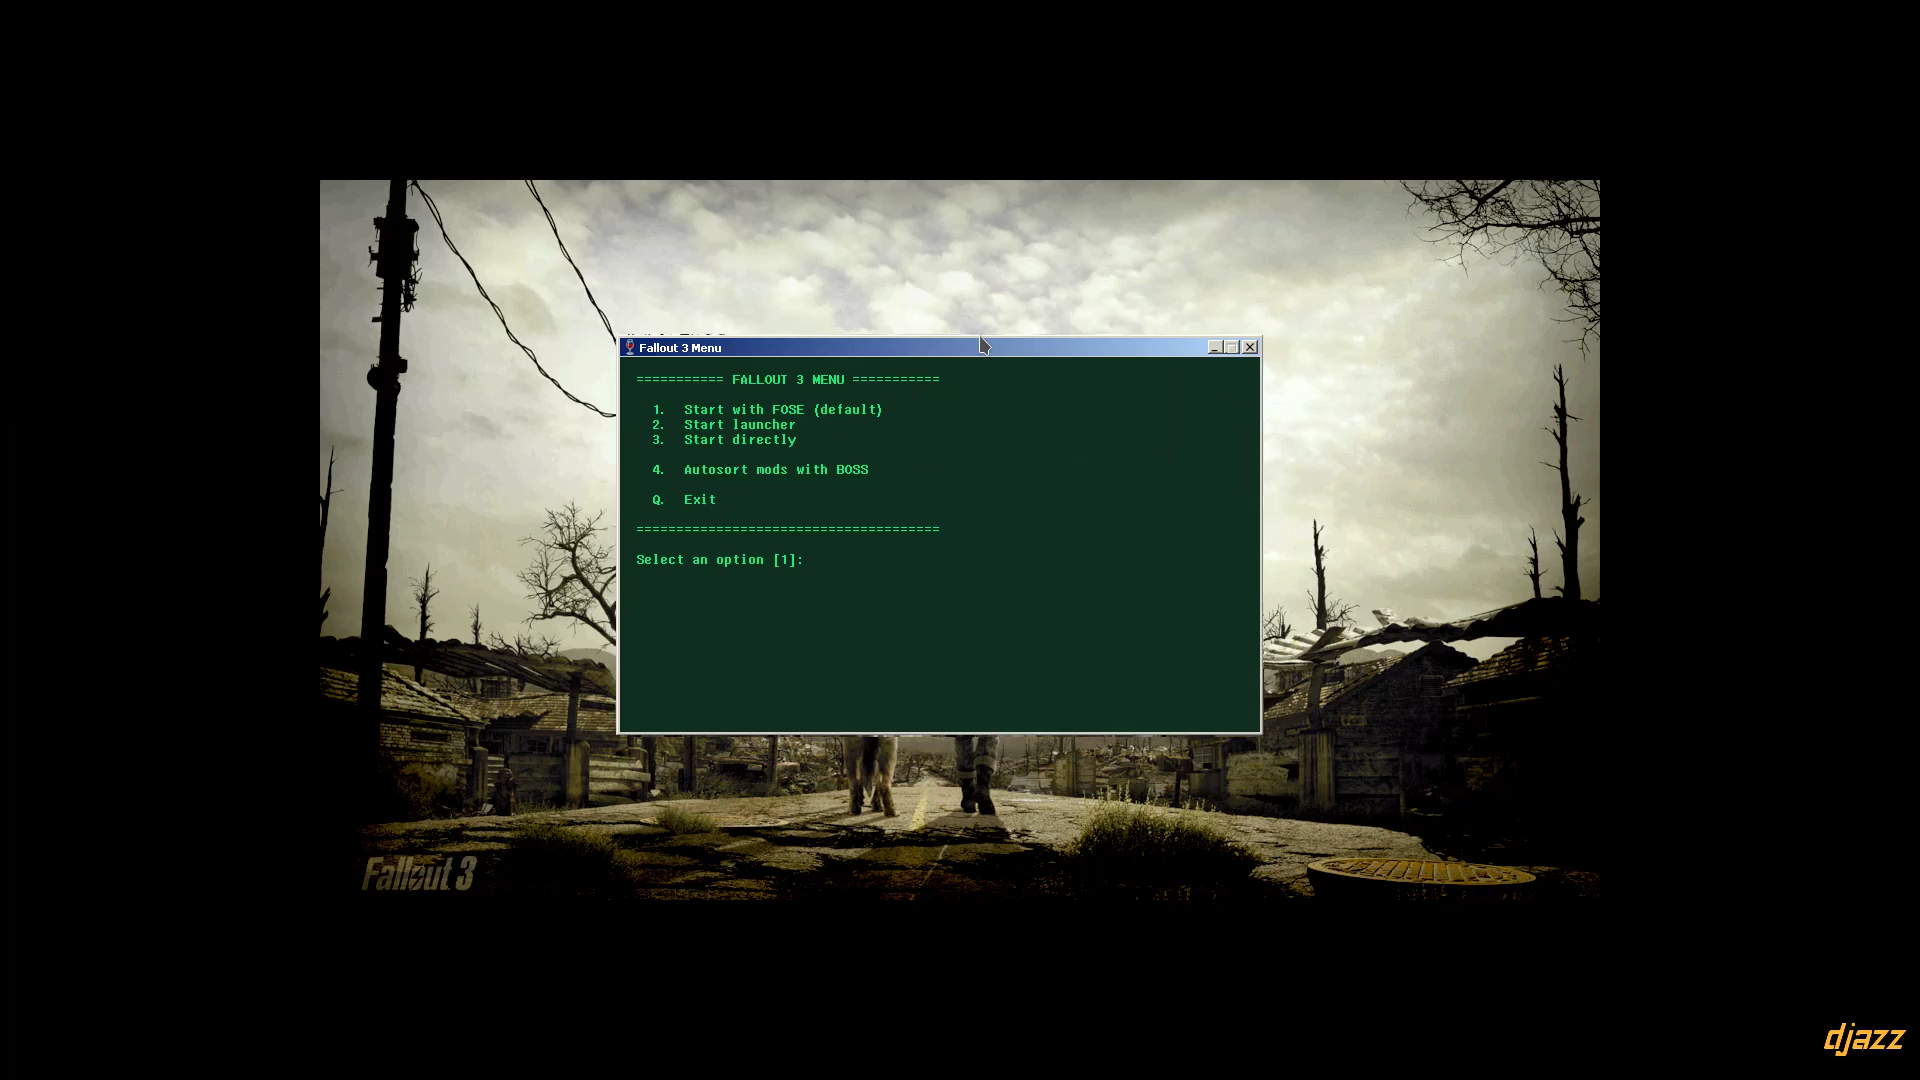 Fallout 3 Menu
=========== FALLOUT 3 MENU ===========
1. Start with FOSE (default)
2. Start launcher
3. Start directly
4. Autosort mods with BOSS
Q. Exit
======================================
Select an option [1]:
Fallout 3
djazz